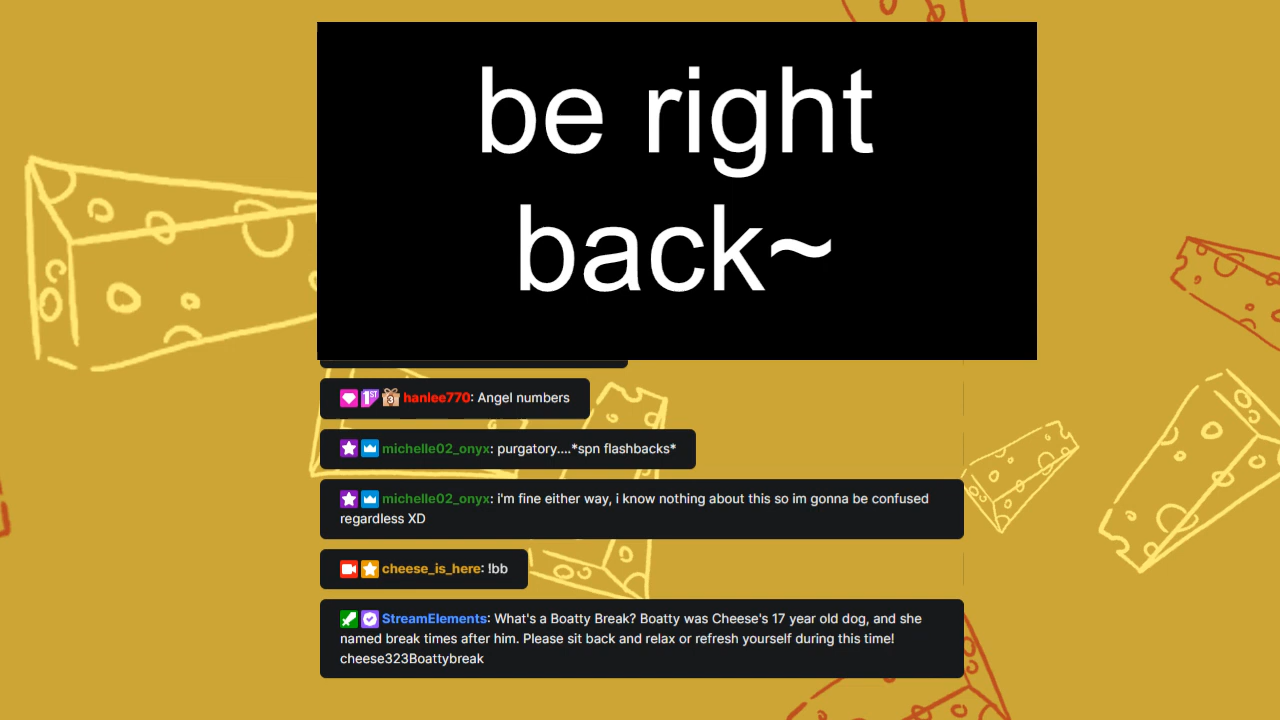 be right
back~
hanlee770: Angel numbers
michelle02_onyx: purgatory....*spn flashbacks*
michelle02_onyx: i'm fine either way, i know nothing about this so im gonna be confused
regardless XD
cheese_is_here: !bb
StreamElements: What's a Boatty Break? Boatty was Cheese's 17 year old dog, and she
named break times after him. Please sit back and relax or refresh yourself during this time!
cheese323Boattybreak